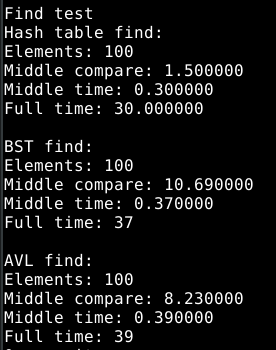 Find test
Hash table find:
Elements: 100
Middle compare: 1.500000
Middle time: 0.300000
Full time: 30.000000

BST find:
Elements: 100
Middle compare: 10.690000
Middle time: 0.370000
Full time: 37

AVL find:
Elements: 100
Middle compare: 8.230000
Middle time: 0.390000
Full time: 39